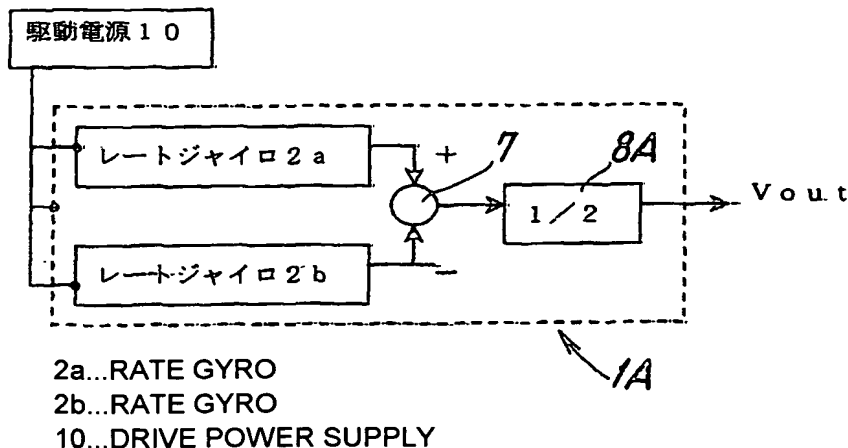 駆動電源10
レートジャイロ2a
+
7
8A
1/2
Vout
レートジャイロ2b
−
1A
2a...RATE GYRO
2b...RATE GYRO
10...DRIVE POWER SUPPLY